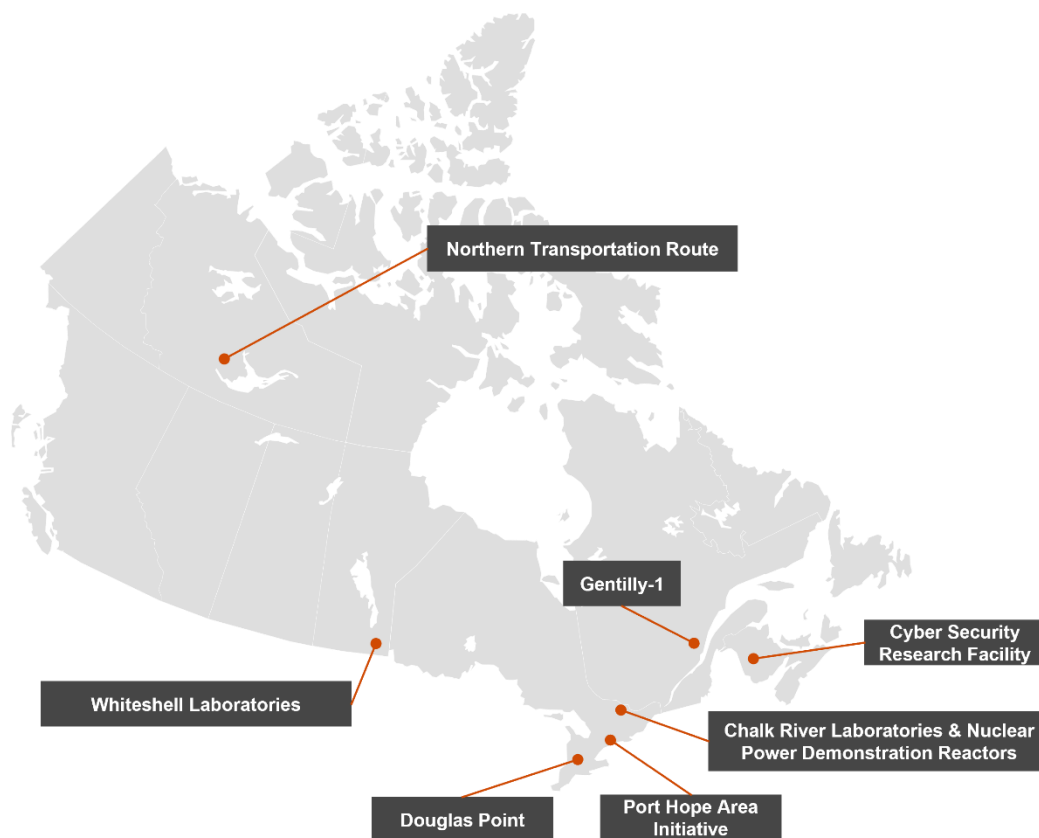 Northern Transportation Route
Gentilly-1
Cyber Security
Research Facility
Whiteshell Laboratories
Chalk River Laboratories & Nuclear
Power Demonstration Reactors
Douglas Point
Port Hope Area
Initiative